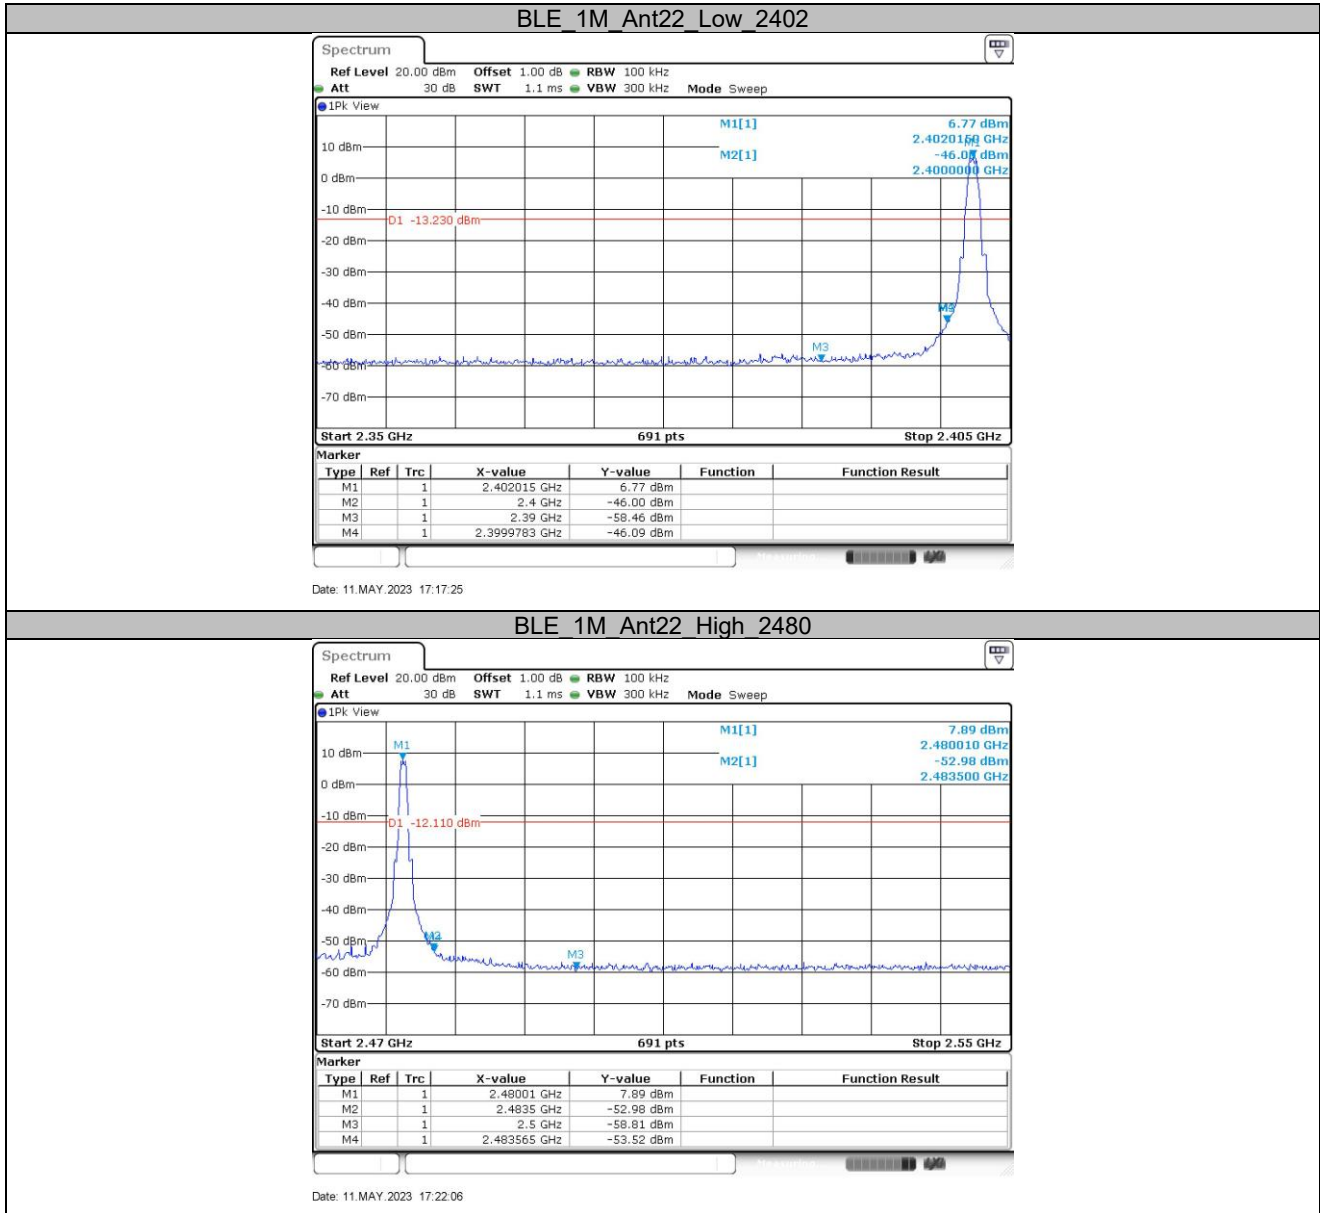 BLE_1M_Ant22_Low_2402
Spectrum
Ref Level 20.00 dBm Offset 1.00 dB RBW 100 kHz
Att 30 dB SWT 1.1 ms VBW 300 kHz Mode Sweep
1Pk View
M1[1] 6.77 dBm
2.4020150 GHz
M1
10 dBm
M2[1] -46.00 dBm
2.4000000 GHz
0 dBm
-10 dBm
D1 -13.230 dBm
-20 dBm
-30 dBm
-40 dBm
-50 dBm
M3
-60 dBm
-70 dBm
Start 2.35 GHz 691 pts Stop 2.405 GHz
Marker
Type Ref Trc X-value Y-value Function Function Result
M1 1 2.402015 GHz 6.77 dBm
M2 1 2.4 GHz -46.00 dBm
M3 1 2.39 GHz -58.46 dBm
M4 1 2.3999783 GHz -46.09 dBm
Measuring
Date: 11.MAY.2023 17:17:25
BLE_1M_Ant22_High_2480
Spectrum
Ref Level 20.00 dBm Offset 1.00 dB RBW 100 kHz
Att 30 dB SWT 1.1 ms VBW 300 kHz Mode Sweep
1Pk View
M1[1] 7.89 dBm
2.480010 GHz
M1
10 dBm
M2[1] -52.98 dBm
2.483500 GHz
0 dBm
-10 dBm
D1 -12.110 dBm
-20 dBm
-30 dBm
-40 dBm
-50 dBm
M3
-60 dBm
-70 dBm
Start 2.47 GHz 691 pts Stop 2.55 GHz
Marker
Type Ref Trc X-value Y-value Function Function Result
M1 1 2.48001 GHz 7.89 dBm
M2 1 2.4835 GHz -52.98 dBm
M3 1 2.5 GHz -58.81 dBm
M4 1 2.483565 GHz -53.52 dBm
Measuring
Date: 11.MAY.2023 17:22:06